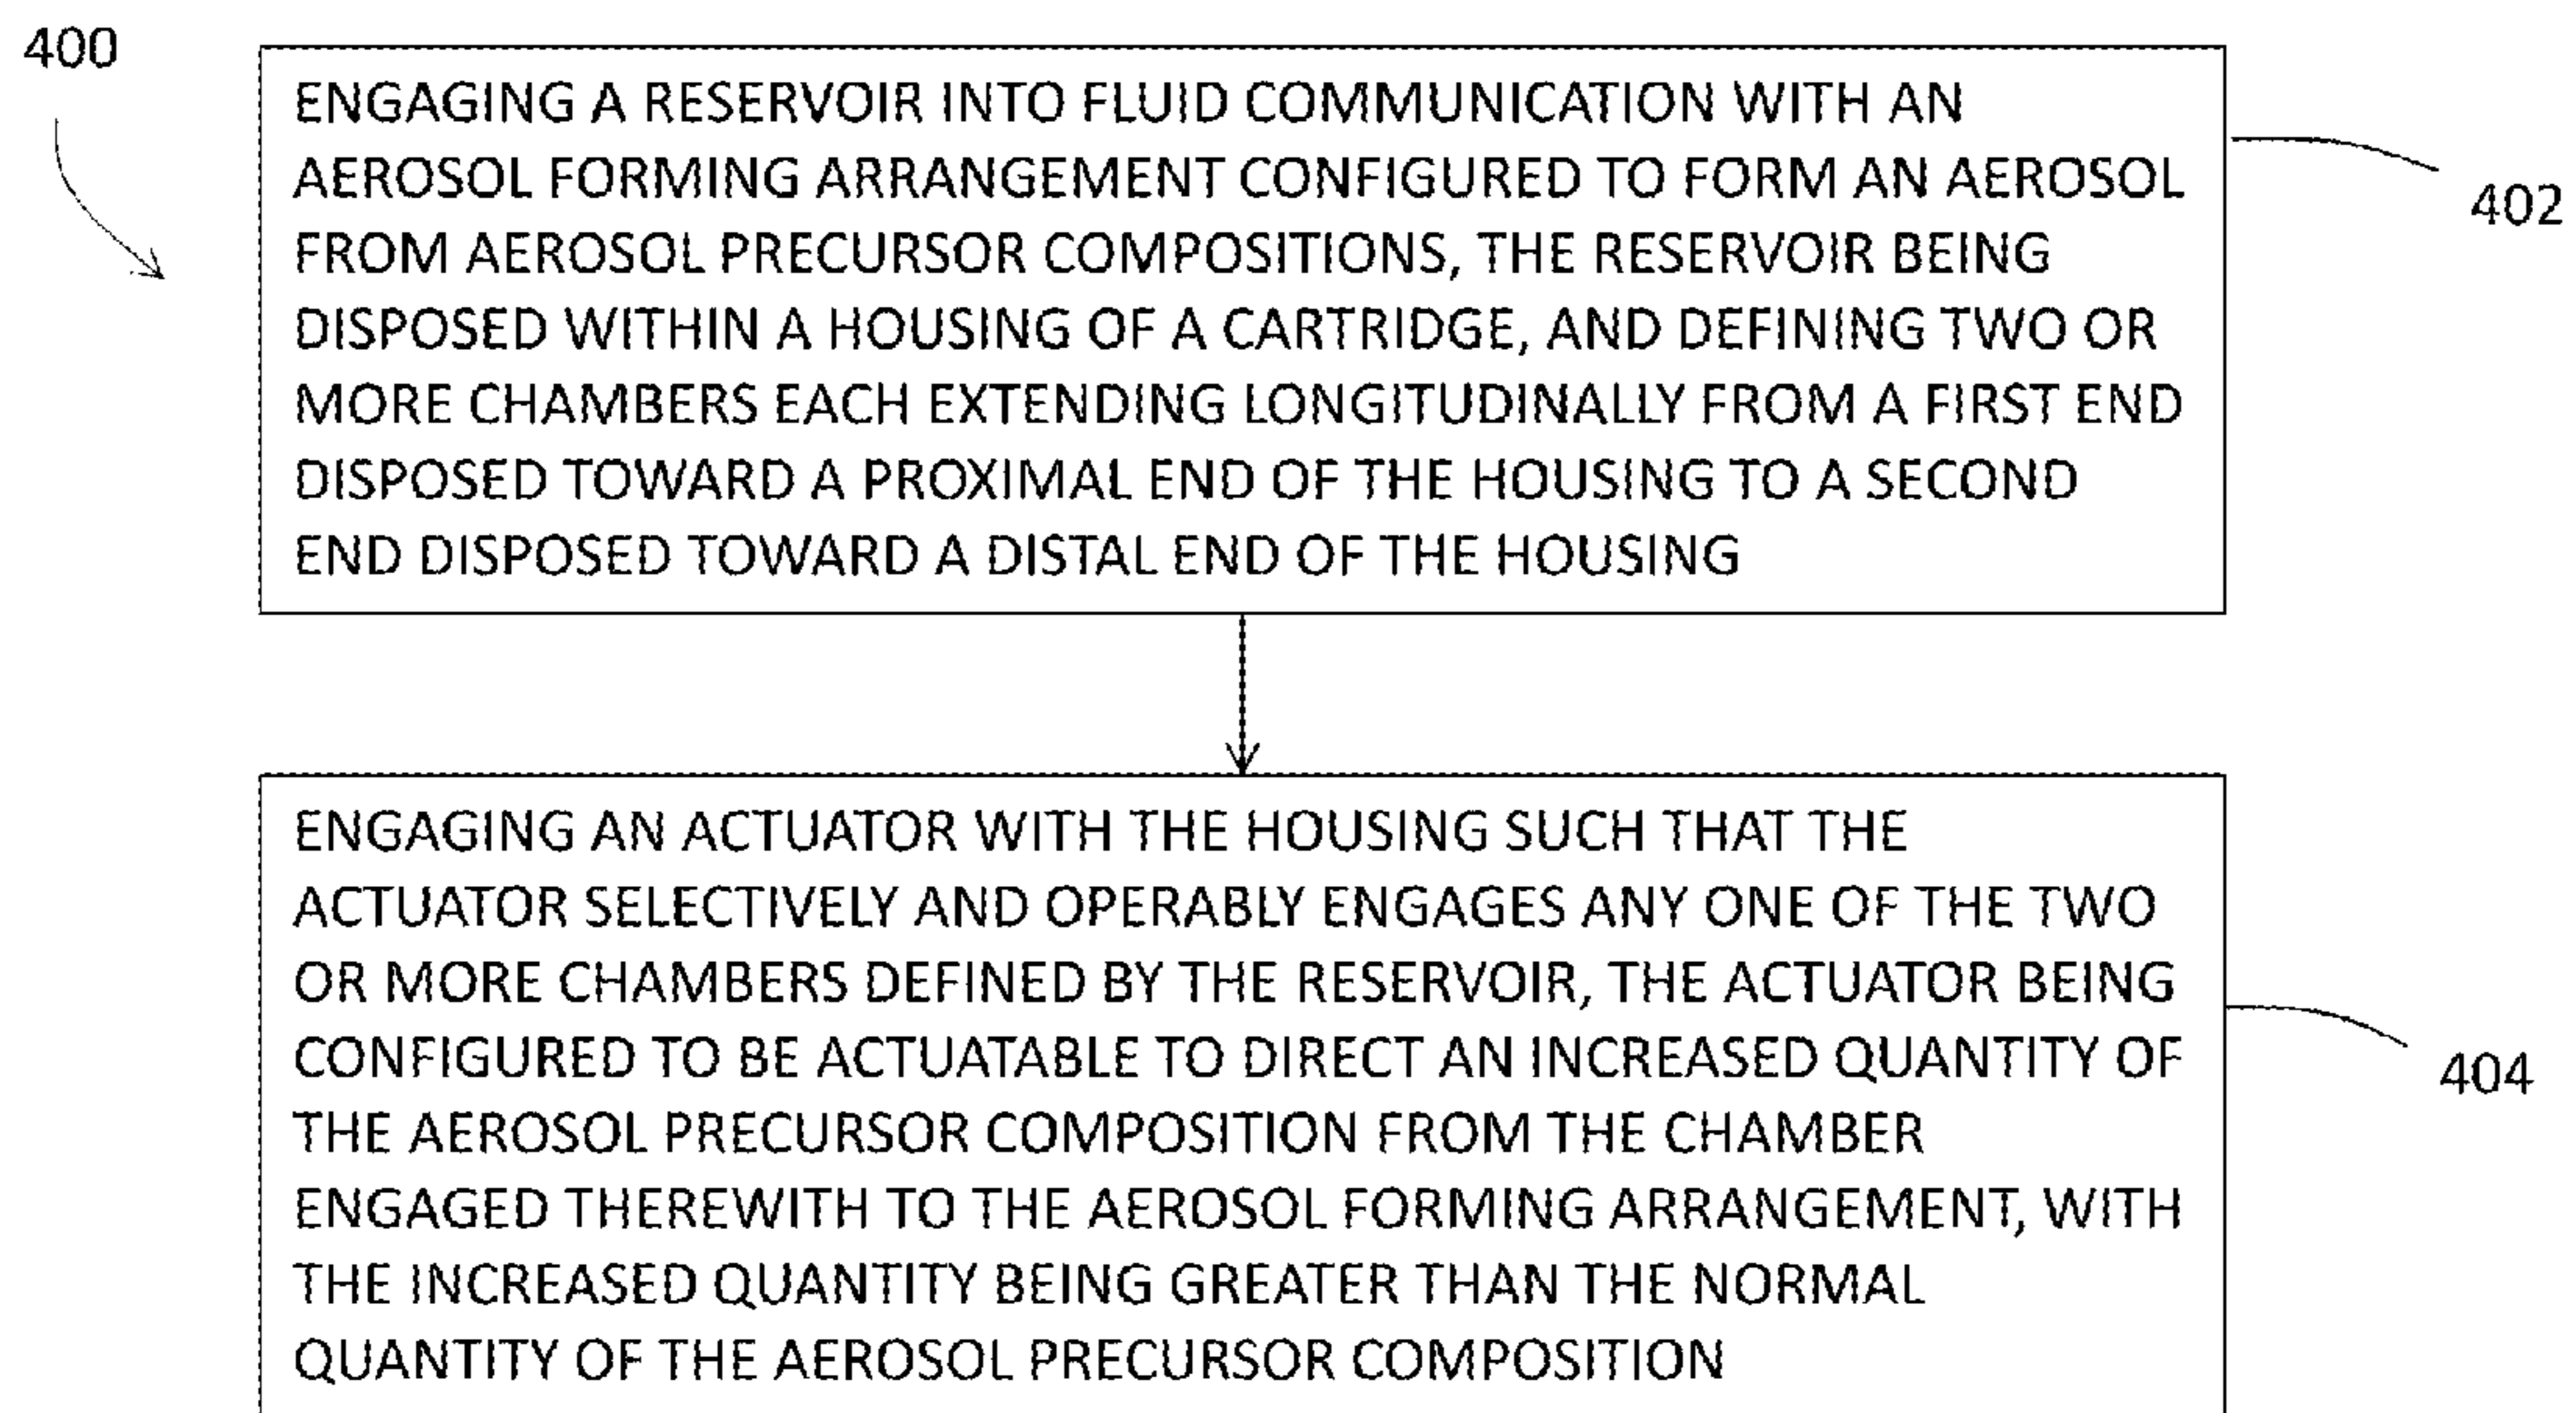 400
ENGAGING A RESERVOIR INTO FLUID COMMUNICATION WITH AN
AEROSOL FORMING ARRANGEMENT CONFIGURED TO FORM AN AEROSOL
FROM AEROSOL PRECURSOR COMPOSITIONS, THE RESERVOIR BEING
DISPOSED WITHIN A HOUSING OF A CARTRIDGE, AND DEFINING TWO OR
MORE CHAMBERS EACH EXTENDING LONGITUDINALLY FROM A FIRST END
DISPOSED TOWARD A PROXIMAL END OF THE HOUSING TO A SECOND
END DISPOSED TOWARD A DISTAL END OF THE HOUSING
402
ENGAGING AN ACTUATOR WITH THE HOUSING SUCH THAT THE
ACTUATOR SELECTIVELY AND OPERABLY ENGAGES ANY ONE OF THE TWO
OR MORE CHAMBERS DEFINED BY THE RESERVOIR, THE ACTUATOR BEING
CONFIGURED TO BE ACTUATABLE TO DIRECT AN INCREASED QUANTITY OF
THE AEROSOL PRECURSOR COMPOSITION FROM THE CHAMBER
ENGAGED THEREWITH TO THE AEROSOL FORMING ARRANGEMENT, WITH
THE INCREASED QUANTITY BEING GREATER THAN THE NORMAL
QUANTITY OF THE AEROSOL PRECURSOR COMPOSITION
404